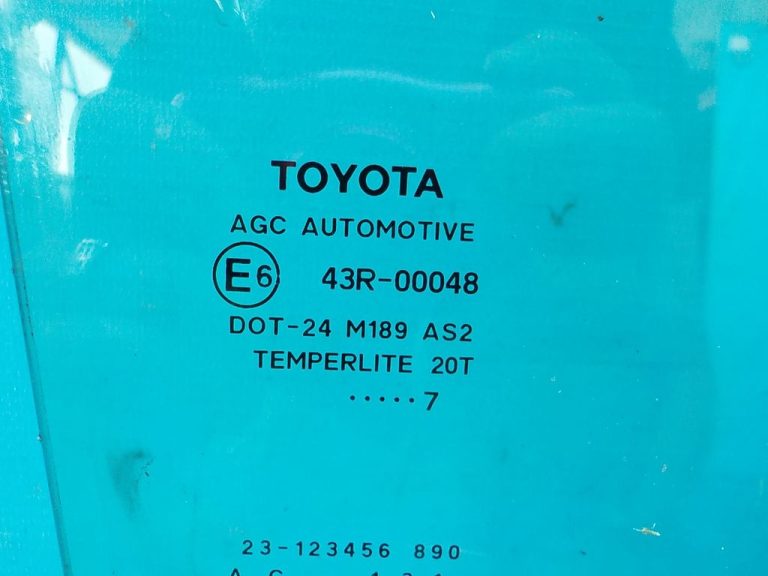 TOYOTA
AGC AUTOMOTIVE
E6 43R-00048
DOT-24 M189 AS2
TEMPERLITE 20T
.....7
23-123456 890